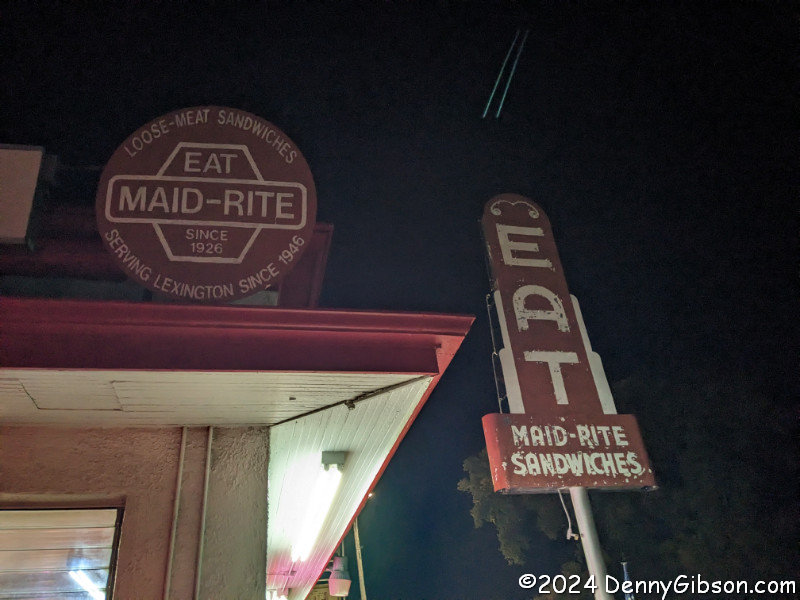 LOOSE-MEAT SANDWICHES
EAT
MAID-RITE
SINCE
1926
SERVING LEXINGTON SINCE 1946
EAT
MAID-RITE
SANDWICHES
©2024 DennyGibson.com